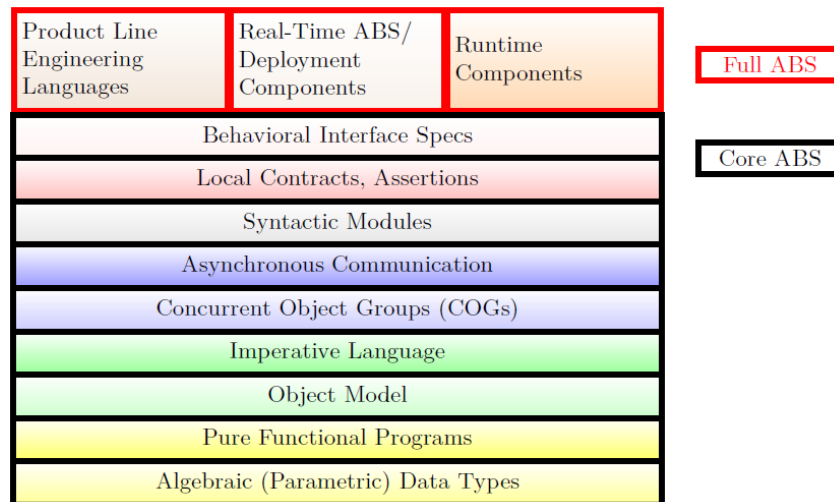 Product Line
Engineering
Languages
Real-Time ABS/
Deployment
Components
Runtime
Components
Full ABS
Behavioral Interface Specs
Core ABS
Local Contracts, Assertions
Syntactic Modules
Asynchronous Communication
Concurrent Object Groups (COGs)
Imperative Language
Object Model
Pure Functional Programs
Algebraic (Parametric) Data Types